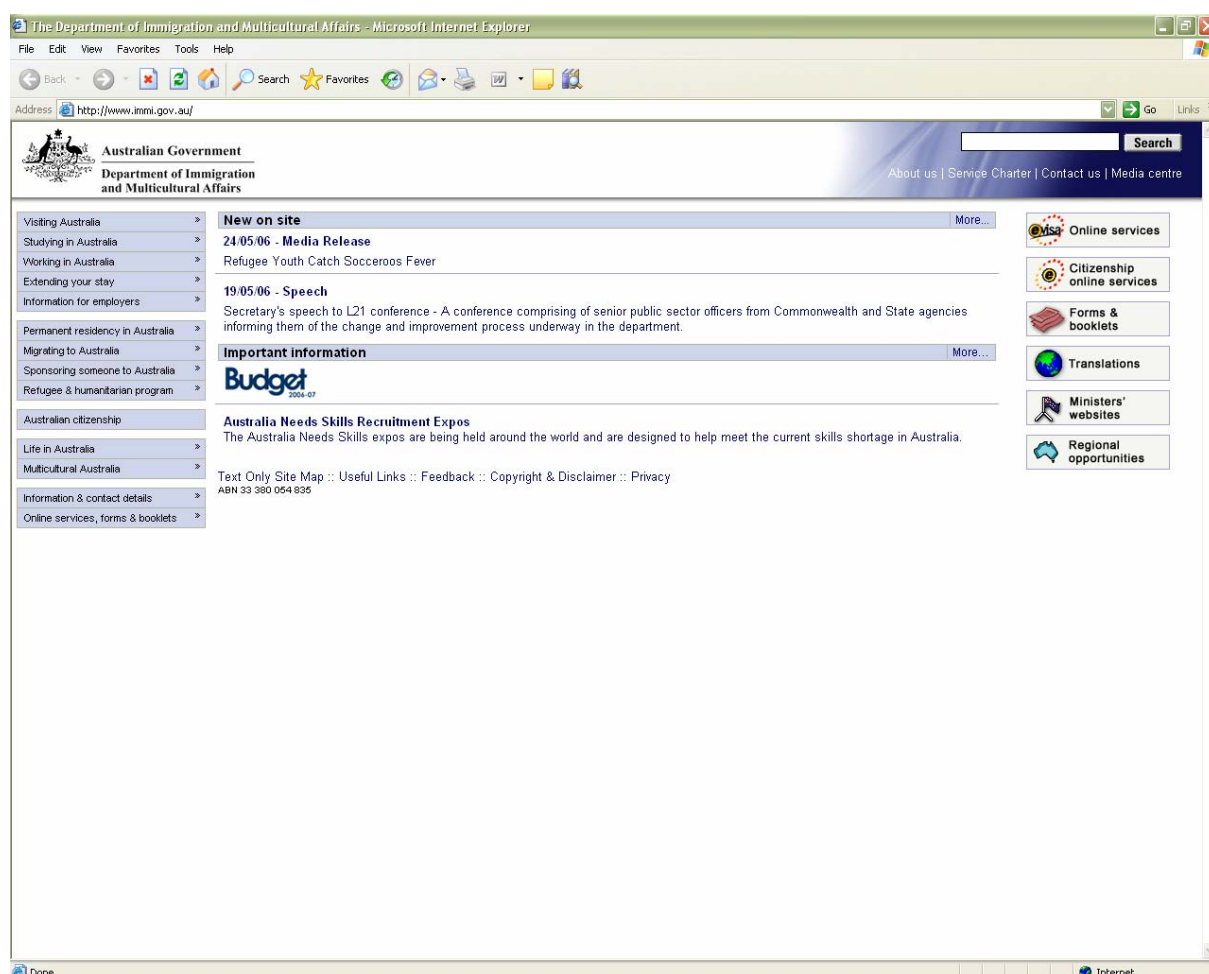 The Department of Immigration and Multicultural Affairs - Microsoft Internet Explorer
File Edit View Favorites Tools Help
Back Search Favorites
Address http://www.immi.gov.au/ Go Links
Australian Government
Department of Immigration
and Multicultural Affairs
Search
About us | Service Charter | Contact us | Media centre
Visiting Australia »
Studying in Australia »
Working in Australia »
Extending your stay »
Information for employers »
Permanent residency in Australia »
Migrating to Australia »
Sponsoring someone to Australia »
Refugee & humanitarian program »
Australian citizenship
Life in Australia »
Multicultural Australia »
Information & contact details »
Online services, forms & booklets »
New on site More...
24/05/06 - Media Release
Refugee Youth Catch Socceroos Fever
19/05/06 - Speech
Secretary's speech to L21 conference - A conference comprising of senior public sector officers from Commonwealth and State agencies
informing them of the change and improvement process underway in the department.
Important information More...
Budget
2006-07
Australia Needs Skills Recruitment Expos
The Australia Needs Skills expos are being held around the world and are designed to help meet the current skills shortage in Australia.
Text Only Site Map :: Useful Links :: Feedback :: Copyright & Disclaimer :: Privacy
ABN 33 380 054 835
evisa Online services
e Citizenship
online services
Forms &
booklets
Translations
Ministers'
websites
Regional
opportunities
Done Internet